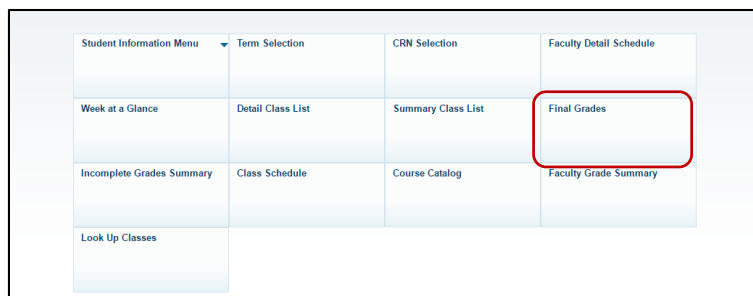 Student Information Menu
Term Selection
CRN Selection
Faculty Detail Schedule
Week at a Glance
Detail Class List
Summary Class List
Final Grades
Incomplete Grades Summary
Class Schedule
Course Catalog
Faculty Grade Summary
Look Up Classes